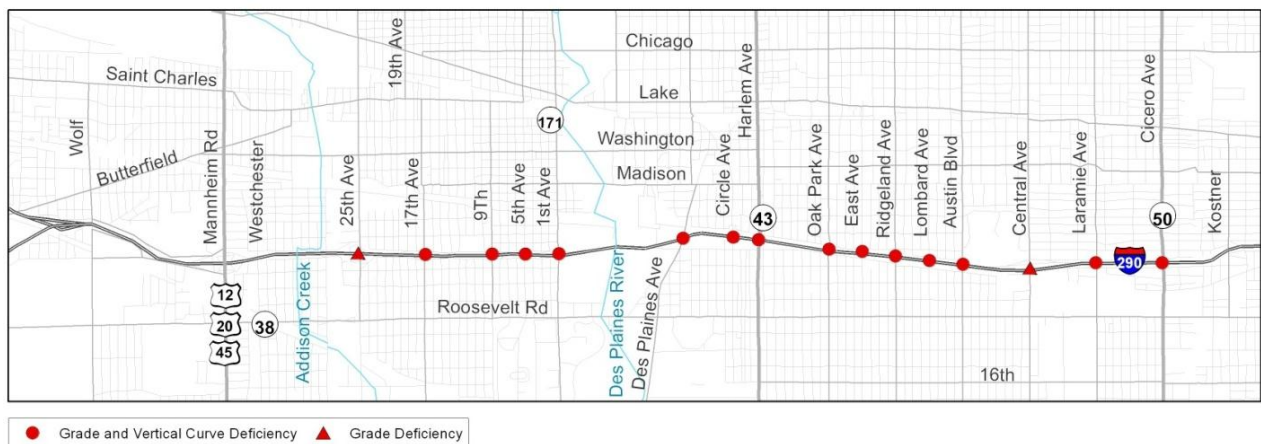 Chicago
Saint Charles
19th Ave
Lake
Harlem Ave
Cicero Ave
171
Washington
Wolf
Butterfield
Madison
Mannheim Rd
Westchester
25th Ave
17th Ave
9Th
5th Ave
1st Ave
Circle Ave
43
Oak Park Ave
East Ave
Ridgeland Ave
Lombard Ave
Austin Blvd
Central Ave
Laramie Ave
50
Kostner
290
12
20
45
38
Roosevelt Rd
Addison Creek
Des Plaines River
Des Plaines Ave
16th
Grade and Vertical Curve Deficiency
Grade Deficiency